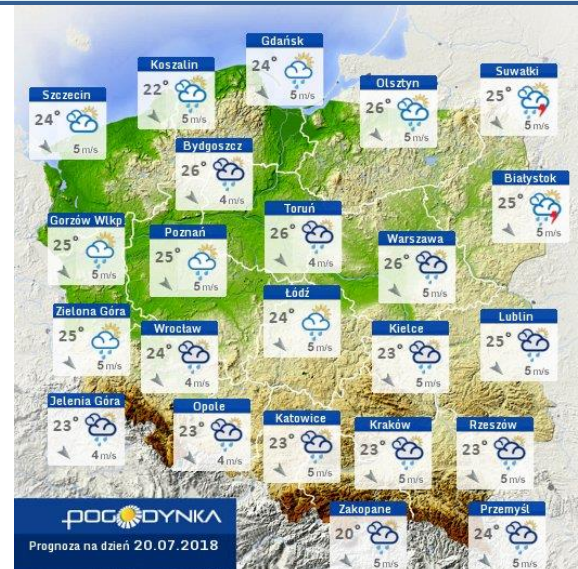 Gdańsk
24°
5 m/s
Koszalin
22°
5 m/s
Suwałki
25°
5 m/s
Olsztyn
26°
5 m/s
Szczecin
24°
5 m/s
Bydgoszcz
26°
4 m/s
Białystok
25°
5 m/s
Toruń
26°
4 m/s
Gorzów Wlkp
25°
5 m/s
Poznań
25°
5 m/s
Warszawa
26°
5 m/s
Łódź
24°
5 m/s
Zielona Góra
25°
5 m/s
Wrocław
24°
4 m/s
Kielce
23°
5 m/s
Lublin
25°
5 m/s
Jelenia Góra
23°
4 m/s
Opole
23°
4 m/s
Katowice
23°
5 m/s
Kraków
23°
5 m/s
Rzeszów
23°
5 m/s
Zakopane
20°
5 m/s
Przemyśl
24°
5 m/s
POGODYNKA
Prognoza na dzień 20.07.2018